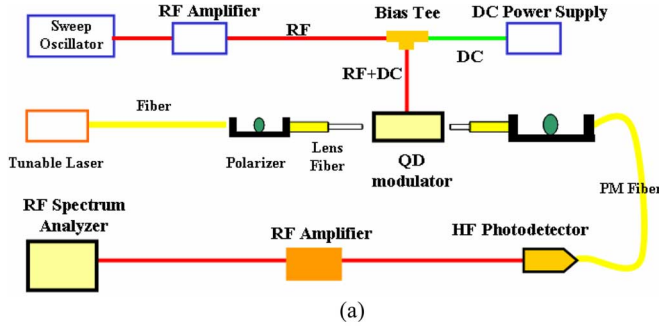 Sweep
Oscillator
RF Amplifier
RF
Bias Tee
DC Power Supply
DC
RF+DC
Fiber
Tunable Laser
Polarizer
Lens
Fiber
QD
modulator
PM Fiber
RF Spectrum
Analyzer
RF Amplifier
HF Photodetector
(a)